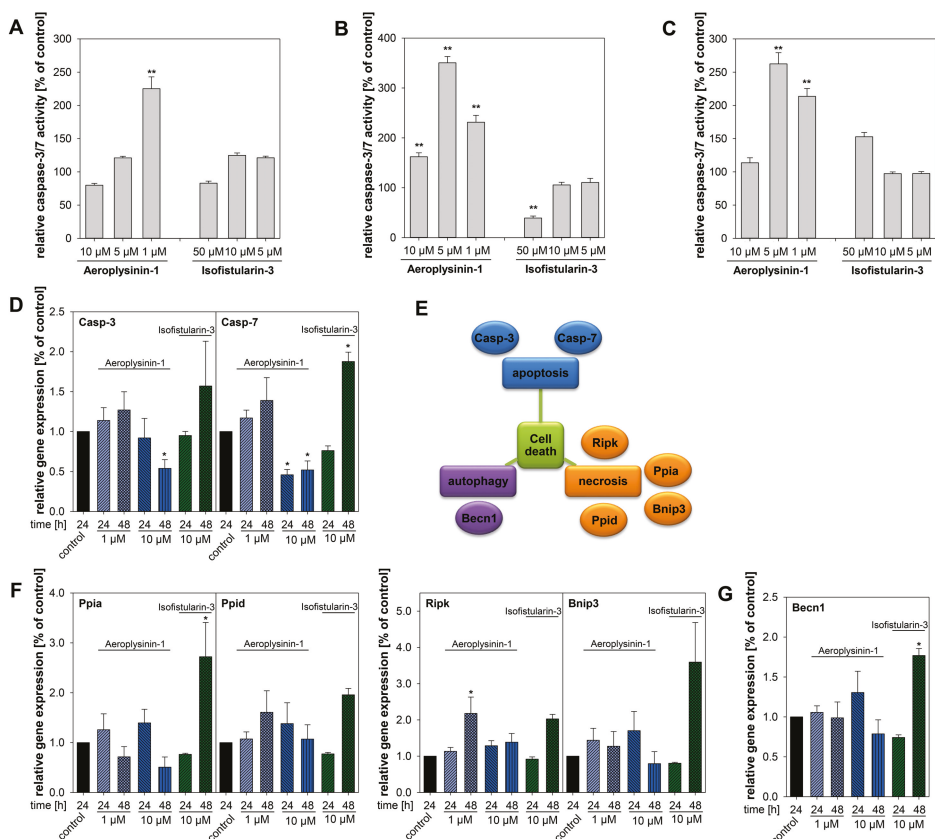 A
relative caspase-3/7 activity [% of control]
300
250
200
150
100
50
0
**
10 µM 5 µM 1 µM 50 µM 10 µM 5 µM
Aeroplysinin-1 Isofistularin-3
B
relative caspase-3/7 activity [% of control]
400
300
200
100
0
**
**
**
**
10 µM 5 µM 1 µM 50 µM 10 µM 5 µM
Aeroplysinin-1 Isofistularin-3
C
relative caspase-3/7 activity [% of control]
300
250
200
150
100
50
0
**
**
10 µM 5 µM 1 µM 50 µM 10 µM 5 µM
Aeroplysinin-1 Isofistularin-3
D
relative gene expression [% of control]
2.5
2.0
1.5
1.0
0.5
0.0
Casp-3 Casp-7
Isofistularin-3 Isofistularin-3
Aeroplysinin-1 Aeroplysinin-1
* * * *
time [h] 24 24 48 24 48 24 48 24 24 48 24 48 24 48
control 1 µM 10 µM 10 µM control 1 µM 10 µM 10 µM
E
Casp-3 Casp-7
apoptosis
Cell
death
Ripk
autophagy
necrosis
Ppia
Becn1
Ppid
Bnip3
F
relative gene expression [% of control]
4.0
3.0
2.0
1.0
0.0
Ppia Ppid
Isofistularin-3 Isofistularin-3
Aeroplysinin-1 Aeroplysinin-1
*
time [h] 24 24 48 24 48 24 48 24 24 48 24 48 24 48
control 1 µM 10 µM 10 µM control 1 µM 10 µM 10 µM
relative gene expression [% of control]
5.0
4.0
3.0
2.0
1.0
0.0
Ripk Bnip3
Isofistularin-3 Isofistularin-3
Aeroplysinin-1 Aeroplysinin-1
*
time [h] 24 24 48 24 48 24 48 24 24 48 24 48 24 48
control 1 µM 10 µM 10 µM control 1 µM 10 µM 10 µM
G
relative gene expression [% of control]
2.5
2.0
1.5
1.0
0.5
0.0
Becn1
Isofistularin-3
Aeroplysinin-1
*
time [h] 24 24 48 24 48 24 48
control 1 µM 10 µM 10 µM